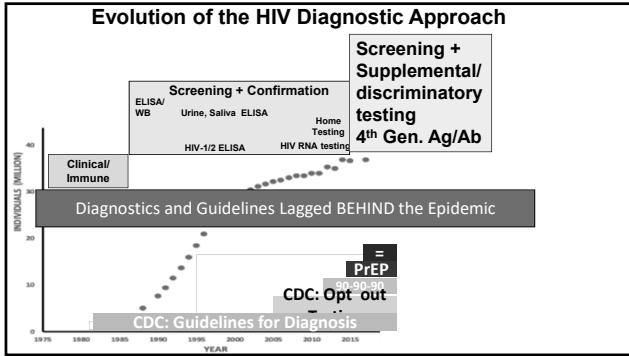 Evolution of the HIV Diagnostic Approach
Screening +
Supplemental/
discriminatory
testing
4th Gen. Ag/Ab
Screening + Confirmation
ELISA/
WB
Urine, Saliva ELISA
Home
Testing
HIV-1/2 ELISA
HIV RNA testing
Clinical/
Immune
Diagnostics and Guidelines Lagged BEHIND the Epidemic
=
PrEP
90-90-90
CDC: Opt out
CDC: Guidelines for Diagnosis
INDIVIDUALS (MILLION)
40
20
10
0
1975
1980
1985
1990
1995
2000
2005
2010
2015
YEAR